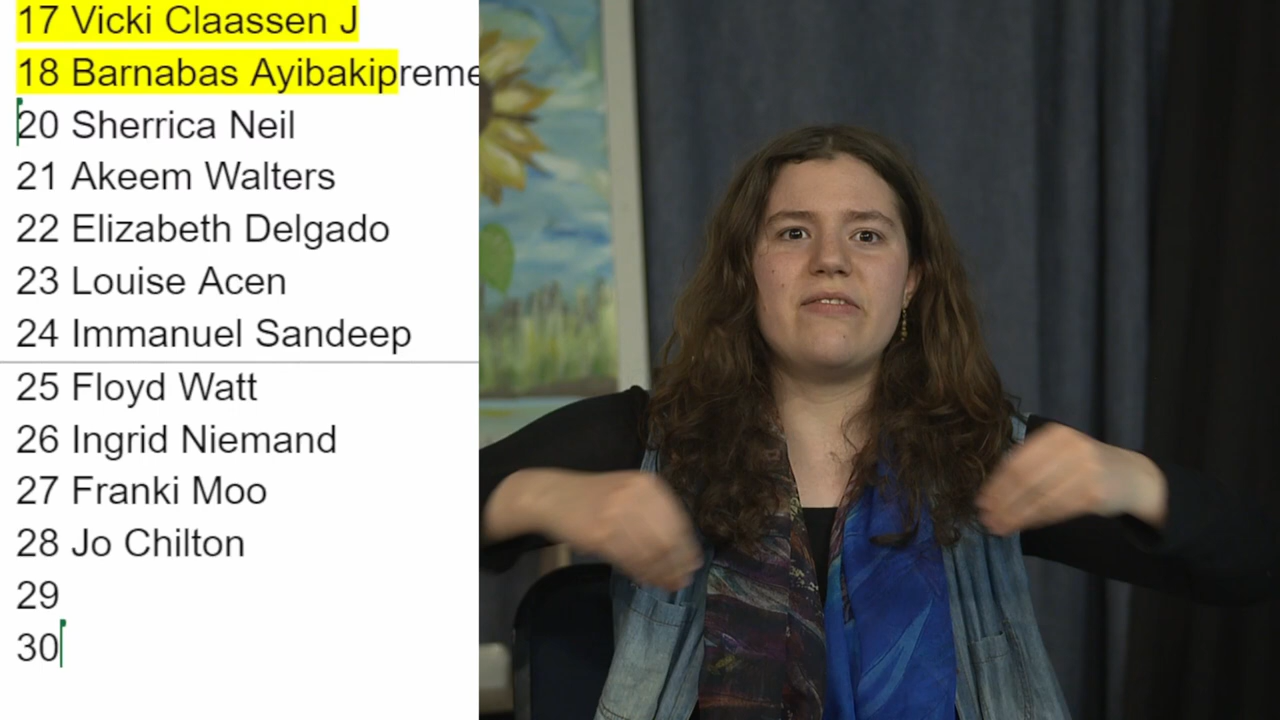 17 Vicki Claassen J
18 Barnabas Ayibakipreme
20 Sherrica Neil
21 Akeem Walters
22 Elizabeth Delgado
23 Louise Acen
24 Immanuel Sandeep
25 Floyd Watt
26 Ingrid Niemand
27 Franki Moo
28 Jo Chilton
29
30